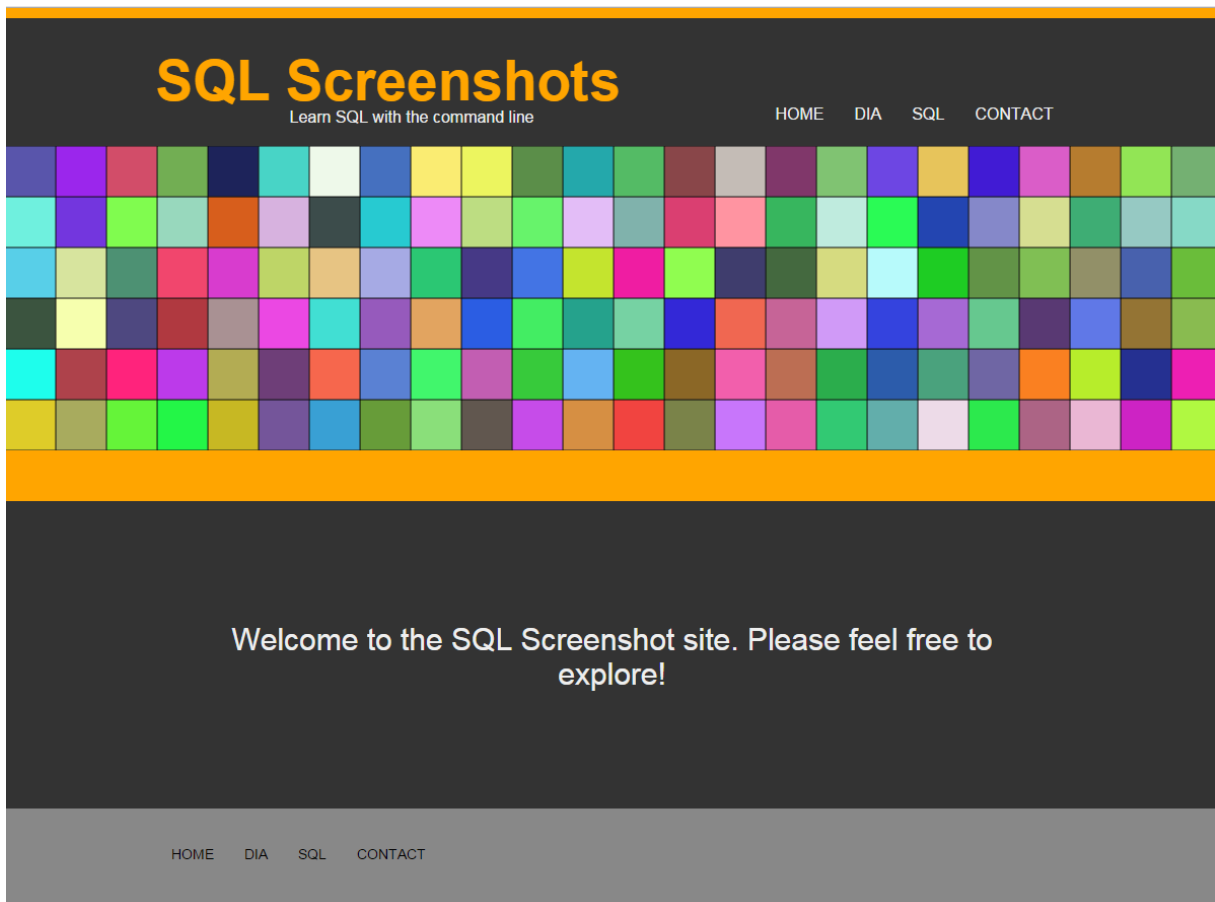 SQL Screenshots
Learn SQL with the command line
HOME DIA SQL CONTACT
Welcome to the SQL Screenshot site. Please feel free to
explore!
HOME DIA SQL CONTACT